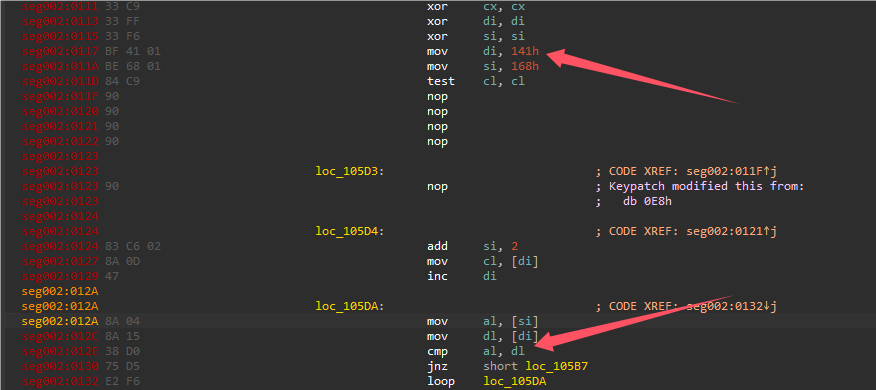 seg002:0111 33 C9 xor cx, cx
seg002:0113 33 FF xor di, di
seg002:0115 33 F6 xor si, si
seg002:0117 BF 41 01 mov di, 141h
seg002:011A BE 68 01 mov si, 168h
seg002:011D 84 C9 test cl, cl
seg002:011F 90 nop
seg002:0120 90 nop
seg002:0121 90 nop
seg002:0122 90 nop
seg002:0123
seg002:0123 loc_105D3: ; CODE XREF: seg002:011F↑j
seg002:0123 90 nop ; Keypatch modified this from:
seg002:0123 ; db 0E8h
seg002:0124
seg002:0124 loc_105D4: ; CODE XREF: seg002:0121↑j
seg002:0124 83 C6 02 add si, 2
seg002:0127 8A 0D mov cl, [di]
seg002:0129 47 inc di
seg002:012A
seg002:012A loc_105DA: ; CODE XREF: seg002:0132↓j
seg002:012A 8A 04 mov al, [si]
seg002:012C 8A 15 mov dl, [di]
seg002:012E 38 D0 cmp al, dl
seg002:0130 75 D5 jnz short loc_105B7
seg002:0132 E2 F6 loop loc_105DA